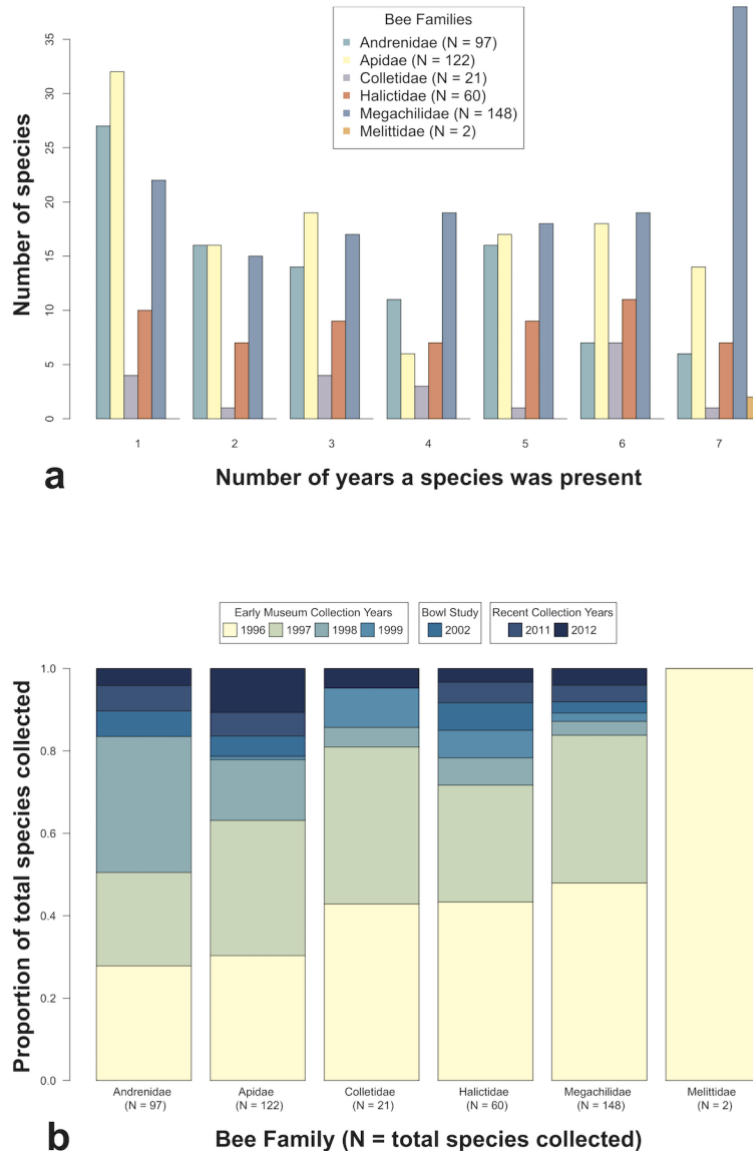 Bee Families
Andrenidae (N = 97)
Apidae (N = 122)
Colletidae (N = 21)
Halictidae (N = 60)
Megachilidae (N = 148)
Melittidae (N = 2)
Number of species
35
30
25
20
15
10
5
0
1 2 3 4 5 6 7
a Number of years a species was present
Early Museum Collection Years Bowl Study Recent Collection Years
1996 1997 1998 1999 2002 2011 2012
Proportion of total species collected
1.0
0.8
0.6
0.4
0.2
0.0
Andrenidae Apidae Colletidae Halictidae Megachilidae Melittidae
(N = 97) (N = 122) (N = 21) (N = 60) (N = 148) (N = 2)
b Bee Family (N = total species collected)